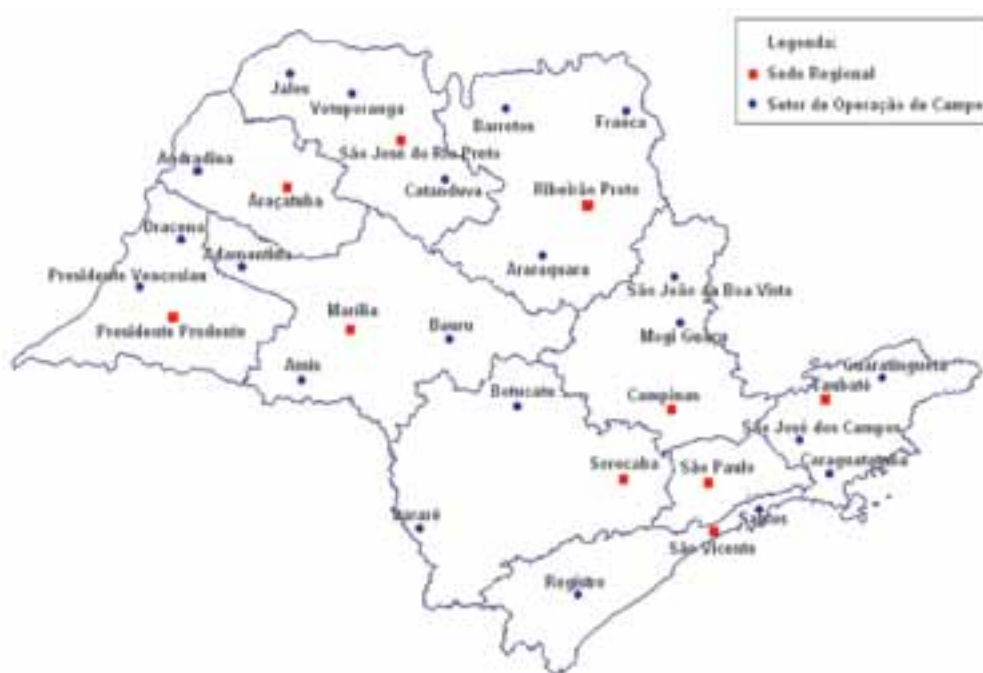 Legenda:
Sede Regional
Setor de Operação de Campo
Jales
Votuporanga
Barretos
Franca
São José do Rio Preto
Andradina
Catanduva
Araçatuba
Ribeirão Preto
Dracena
Adamantina
Araraquara
Presidente Venceslau
São João da Boa Vista
Marília
Presidente Prudente
Bauru
Mogi Guaçu
Assis
Guaratinguetá
Taubaté
Botucatu
Campinas
São José dos Campos
Sorocaba
São Paulo
Caraguatatuba
Itararé
Santos
São Vicente
Registro